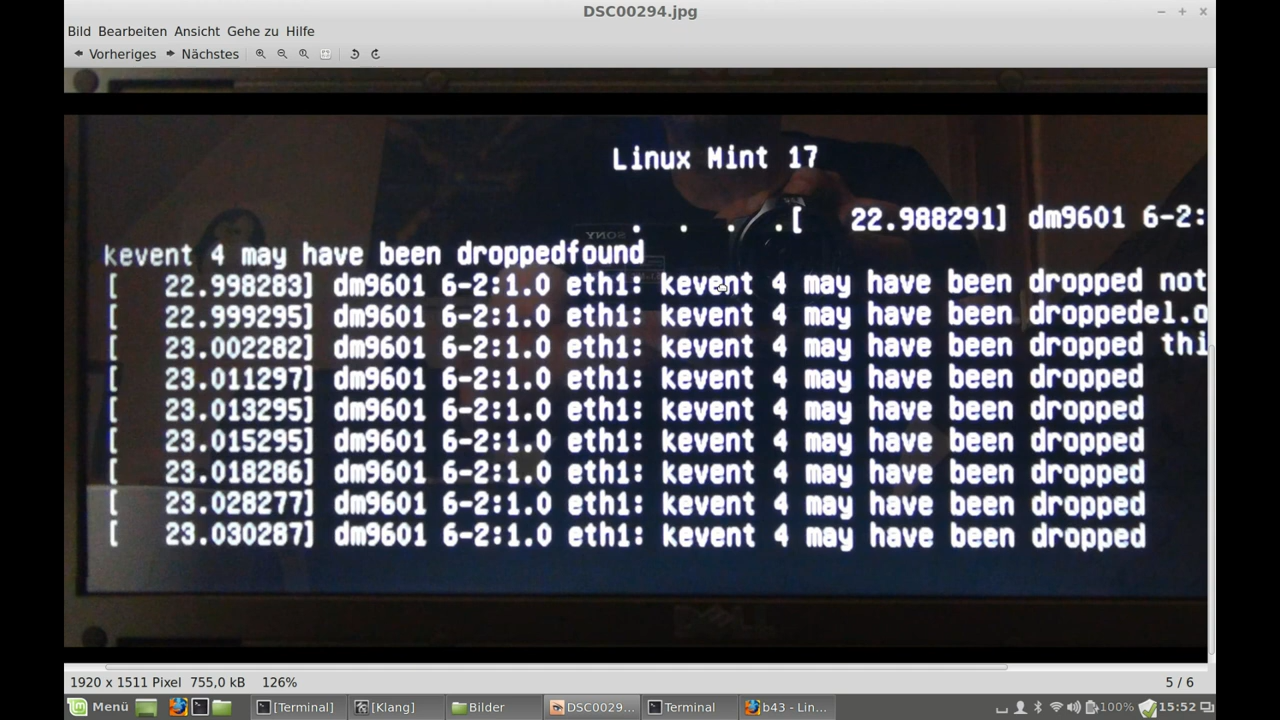 DSC00294.jpg
Bild Bearbeiten Ansicht Gehe zu Hilfe
Vorheriges Nächstes
Linux Mint 17
. . . .[ 22.988291] dm9601 6-2:
kevent 4 may have been droppedfound
[ 22.998283] dm9601 6-2:1.0 eth1: kevent 4 may have been dropped not
[ 22.999295] dm9601 6-2:1.0 eth1: kevent 4 may have been droppedel.o
[ 23.002282] dm9601 6-2:1.0 eth1: kevent 4 may have been dropped thi
[ 23.011297] dm9601 6-2:1.0 eth1: kevent 4 may have been dropped
[ 23.013295] dm9601 6-2:1.0 eth1: kevent 4 may have been dropped
[ 23.015295] dm9601 6-2:1.0 eth1: kevent 4 may have been dropped
[ 23.018286] dm9601 6-2:1.0 eth1: kevent 4 may have been dropped
[ 23.028277] dm9601 6-2:1.0 eth1: kevent 4 may have been dropped
[ 23.030287] dm9601 6-2:1.0 eth1: kevent 4 may have been dropped
SONY
DELL
1920 x 1511 Pixel 755,0 kB 126% 5 / 6
Menü [Terminal] [Klang] Bilder DSC0029... Terminal b43 - Lin... 100% 15:52